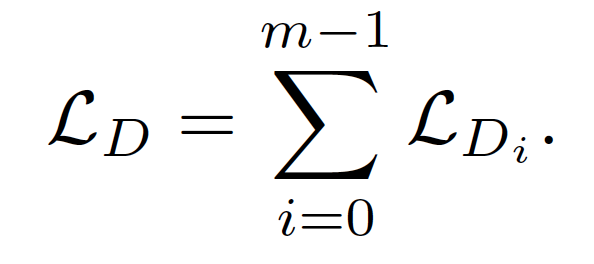 $\mathcal{L}_D = \sum_{i=0}^{m-1} \mathcal{L}_{D_i}.$